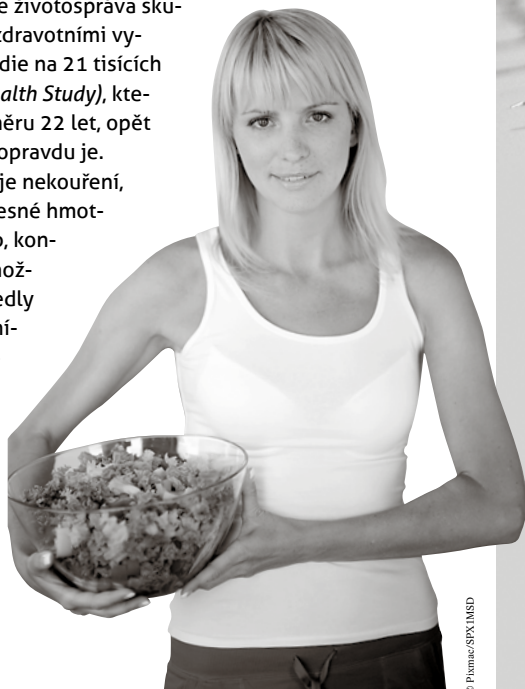 e životospráva sku-
zdravotními vy-
die na 21 tisících
alth Study), kte-
ěru 22 let, opět
opravdu je.
je nekouření,
esné hmot-
o, kon-
nož-
edly
ní-
© Pixmac/SPX1MSD